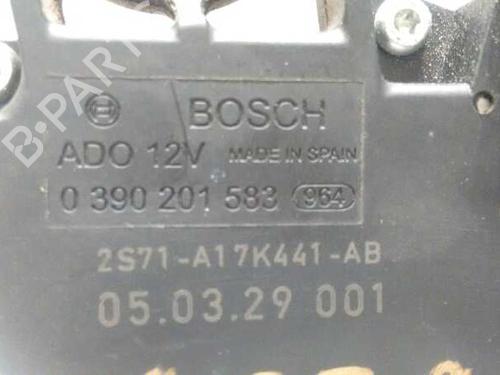 BOSCH
ADO 12V MADE IN SPAIN
0 390 201 583 964
2S71-A17K441-AB
05.03.29 001
B-PARTS